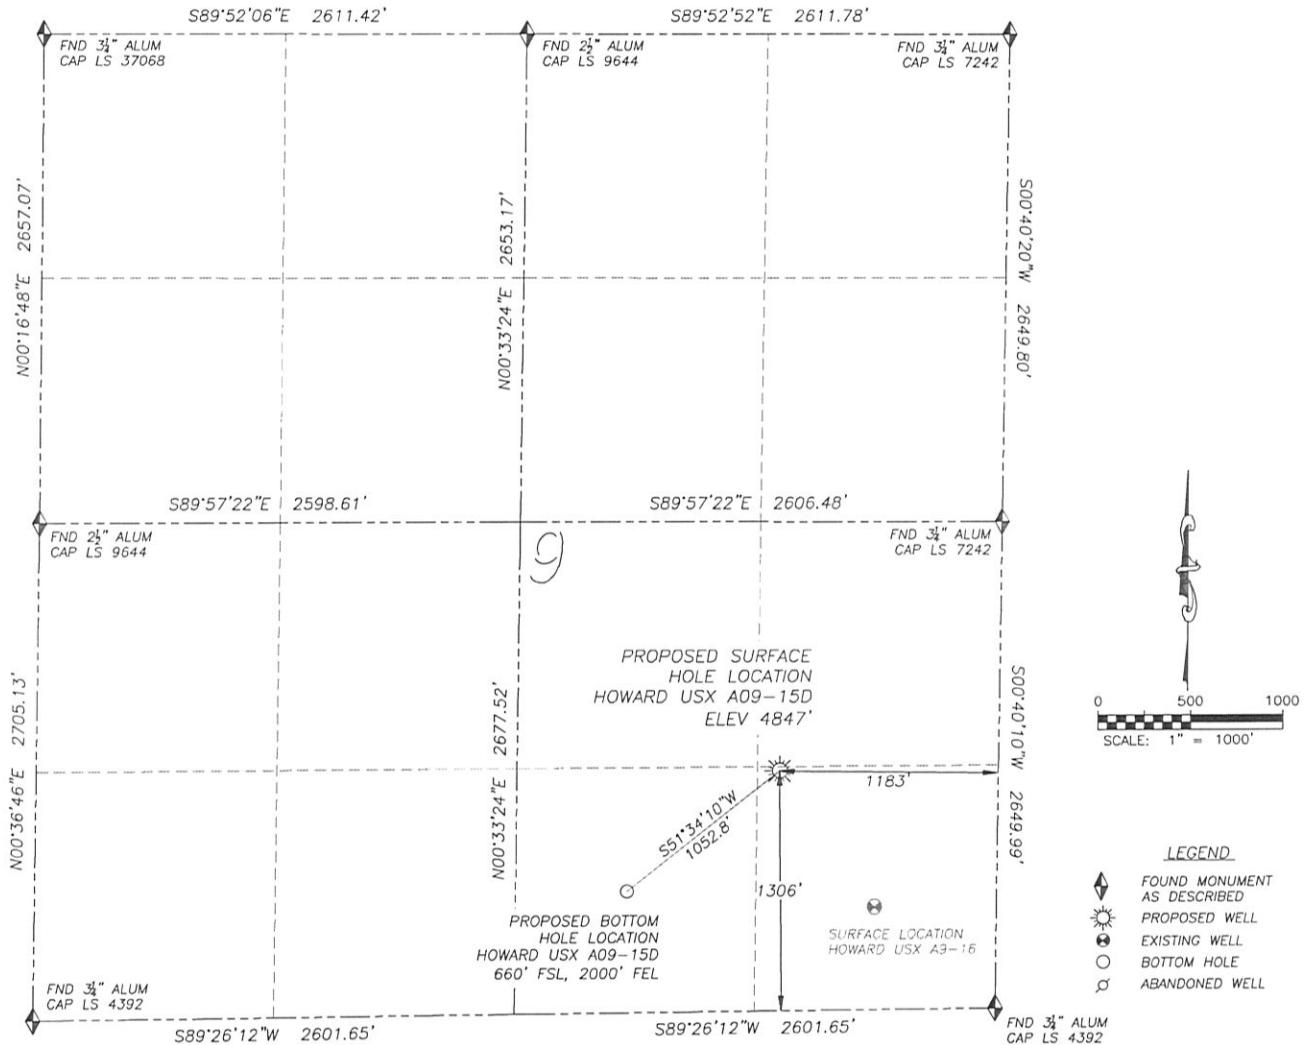 S89°52'06"E 2611.42'
S89°52'52"E 2611.78'
FND 3¼" ALUM
CAP LS 37068
FND 2½" ALUM
CAP LS 9644
FND 3¼" ALUM
CAP LS 7242
N00°16'48"E 2657.07'
N00°33'24"E 2653.17'
S00°40'20"W 2649.80'
S89°57'22"E 2598.61'
S89°57'22"E 2606.48'
FND 2½" ALUM
CAP LS 9644
9
FND 3¼" ALUM
CAP LS 7242
PROPOSED SURFACE
HOLE LOCATION
HOWARD USX A09-15D
ELEV 4847'
N00°36'46"E 2705.13'
N00°33'24"E 2677.52'
S00°40'10"W 2649.99'
0 500 1000
SCALE: 1" = 1000'
1183'
S51°34'10"W
1052.8'
1306'
PROPOSED BOTTOM
HOLE LOCATION
HOWARD USX A09-15D
660' FSL, 2000' FEL
SURFACE LOCATION
HOWARD USX A9-16
LEGEND
FOUND MONUMENT
AS DESCRIBED
PROPOSED WELL
EXISTING WELL
BOTTOM HOLE
ABANDONED WELL
FND 3¼" ALUM
CAP LS 4392
S89°26'12"W 2601.65'
S89°26'12"W 2601.65'
FND 3¼" ALUM
CAP LS 4392